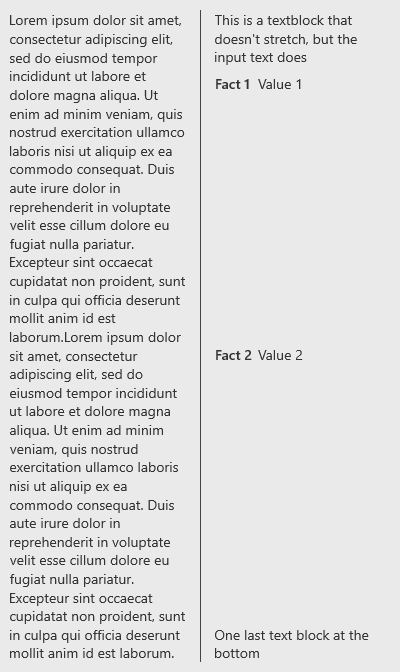 Lorem ipsum dolor sit amet,
consectetur adipiscing elit,
sed do eiusmod tempor
incididunt ut labore et
dolore magna aliqua. Ut
enim ad minim veniam, quis
nostrud exercitation ullamco
laboris nisi ut aliquip ex ea
commodo consequat. Duis
aute irure dolor in
reprehenderit in voluptate
velit esse cillum dolore eu
fugiat nulla pariatur.
Excepteur sint occaecat
cupidatat non proident, sunt
in culpa qui officia deserunt
mollit anim id est
laborum.Lorem ipsum dolor
sit amet, consectetur
adipiscing elit, sed do
eiusmod tempor incididunt
ut labore et dolore magna
aliqua. Ut enim ad minim
veniam, quis nostrud
exercitation ullamco laboris
nisi ut aliquip ex ea
commodo consequat. Duis
aute irure dolor in
reprehenderit in voluptate
velit esse cillum dolore eu
fugiat nulla pariatur.
Excepteur sint occaecat
cupidatat non proident, sunt
in culpa qui officia deserunt
mollit anim id est laborum.
This is a textblock that
doesn't stretch, but the
input text does
Fact 1 Value 1
Fact 2 Value 2
One last text block at the
bottom